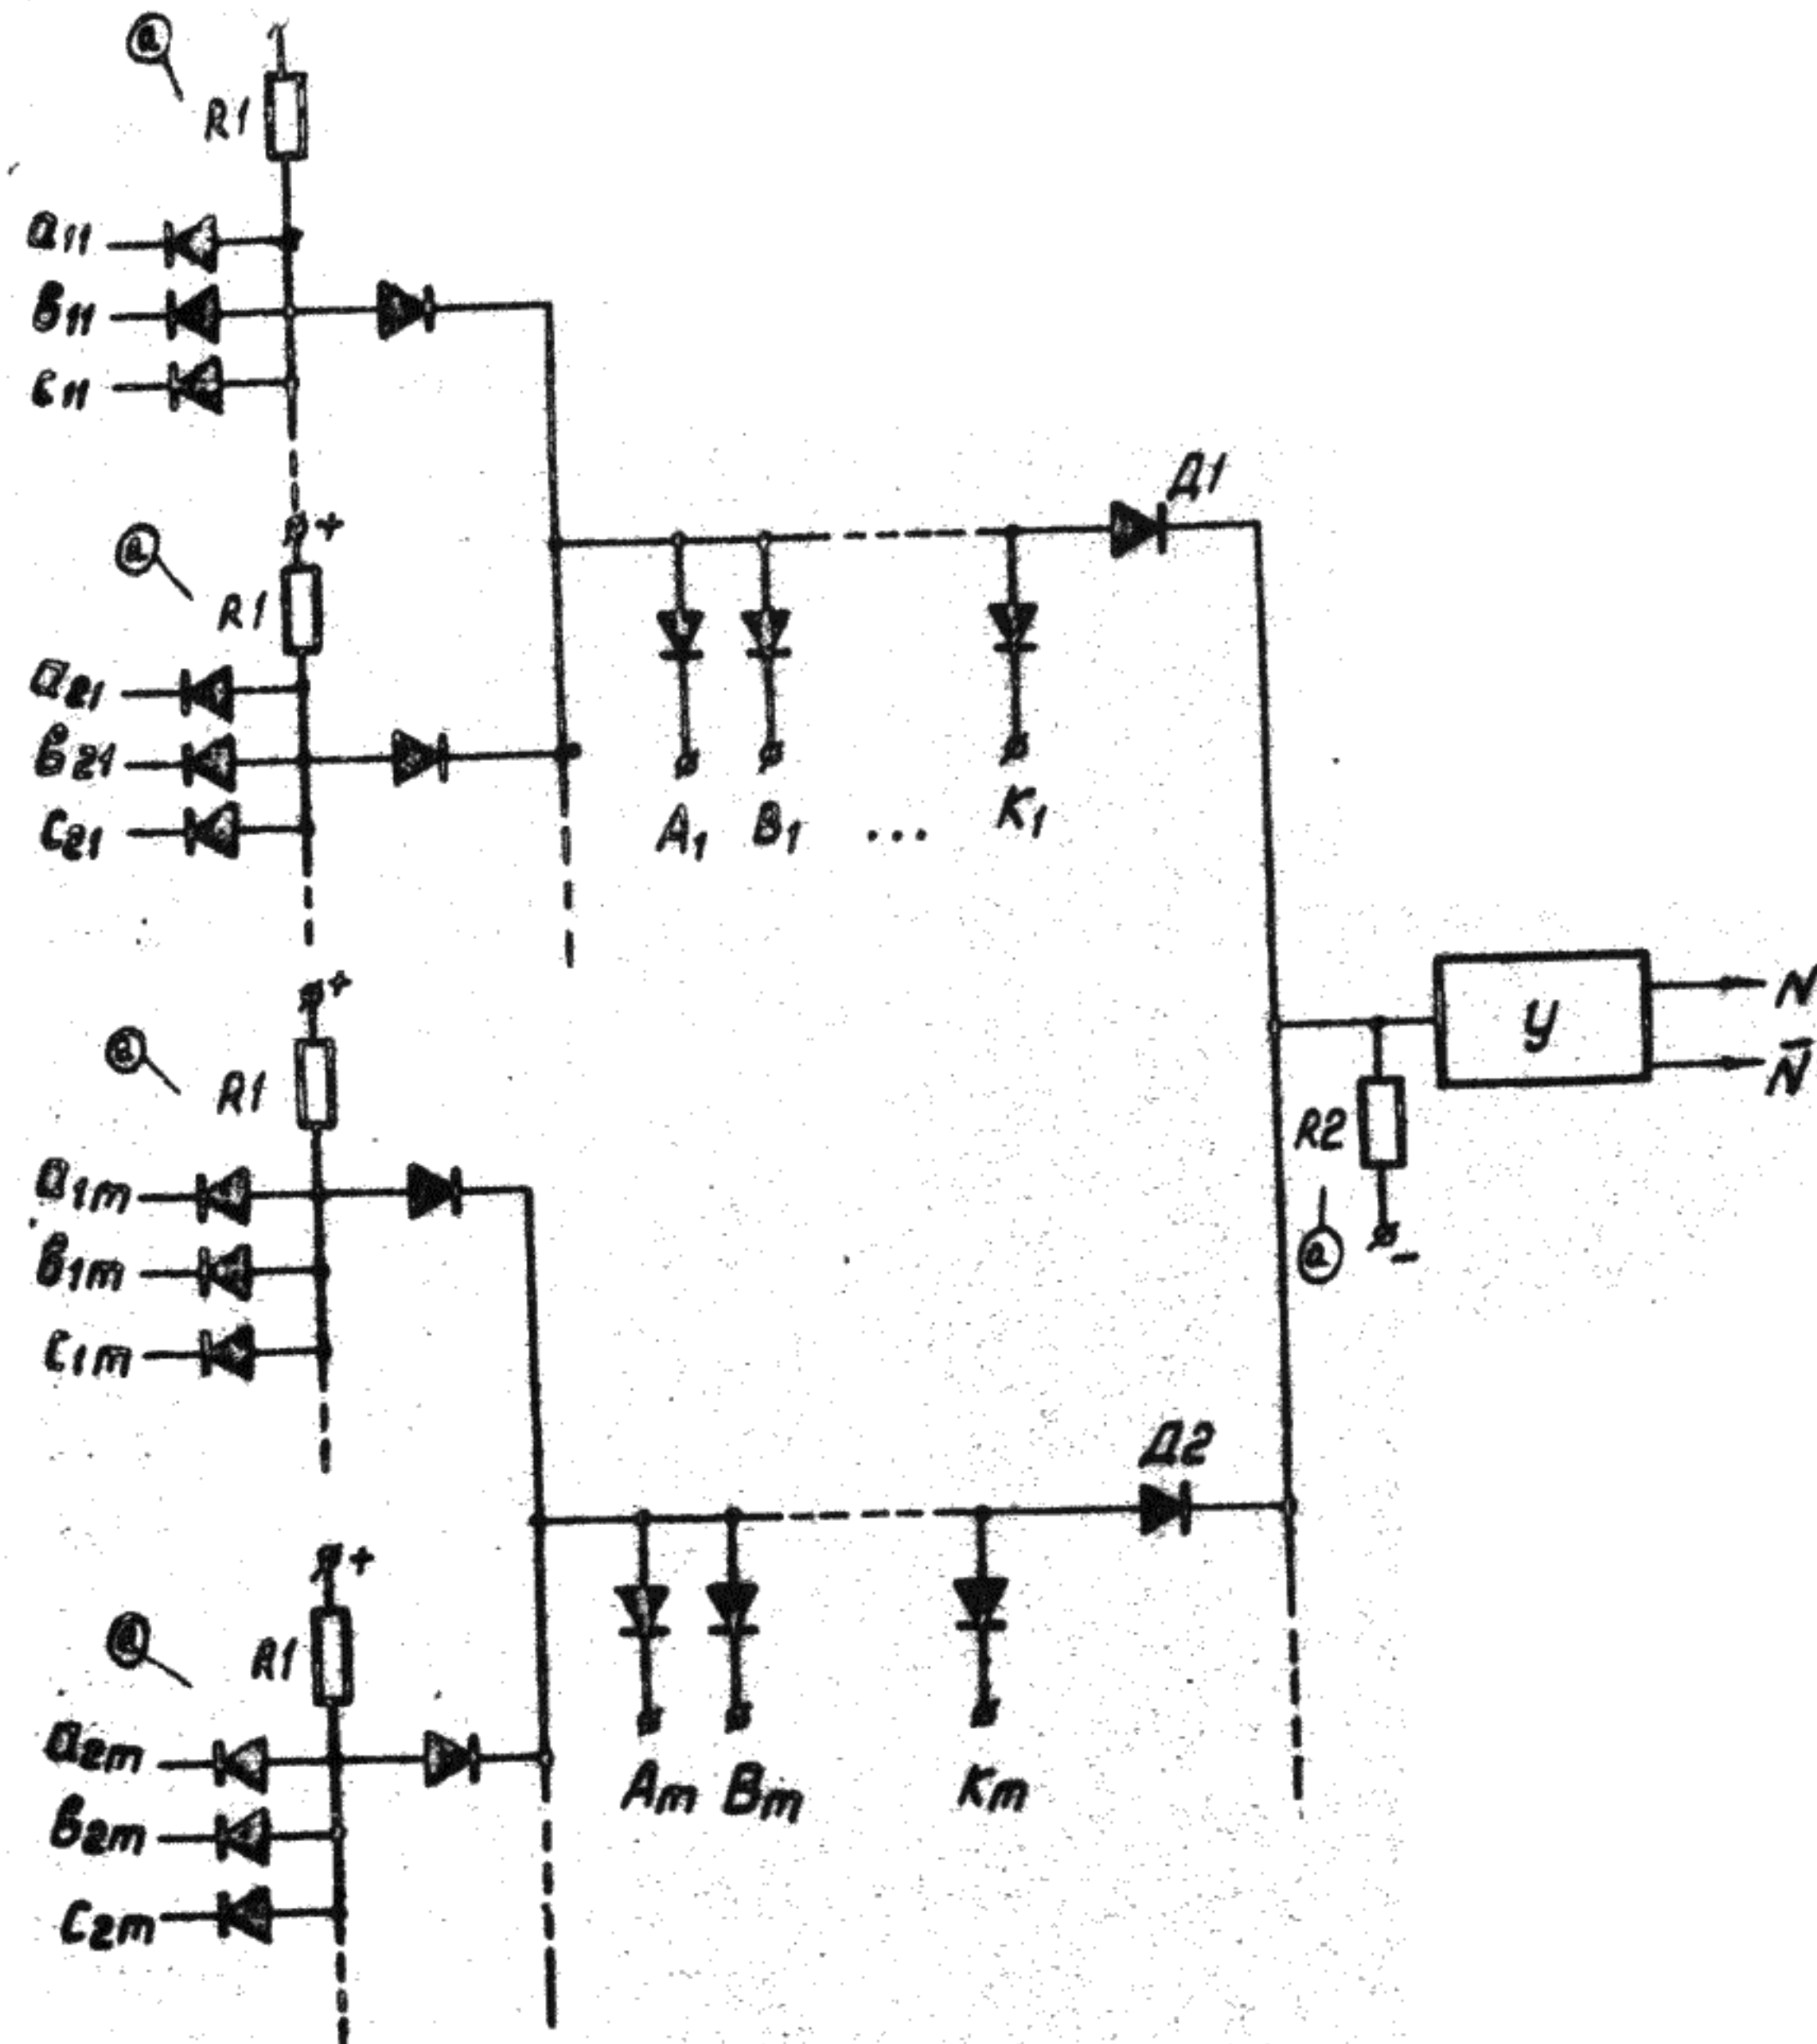 ⓐ
R1
a11
в11
c11
Д1
+
ⓐ
R1
a21
в21
c21
A1 B1 ... K1
+
ⓐ
R1
У
N
N̄
R2
ⓐ
-
a1m
в1m
c1m
Д2
+
ⓐ
R1
a2m
в2m
c2m
Am Bm Km